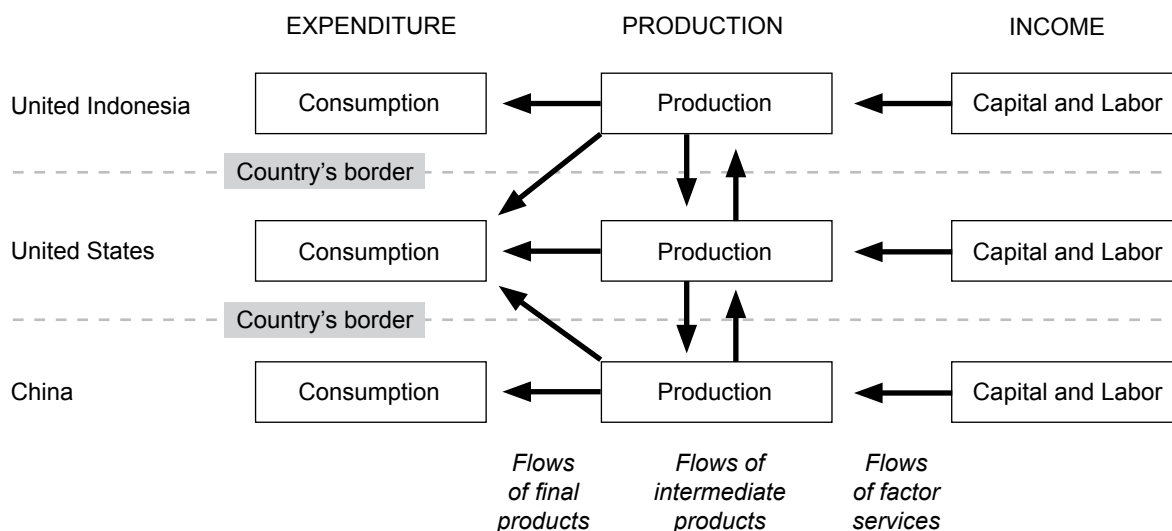 EXPENDITURE PRODUCTION INCOME
United Indonesia Consumption Production Capital and Labor
Country’s border
United States Consumption Production Capital and Labor
Country’s border
China Consumption Production Capital and Labor
Flows Flows of Flows
of final intermediate of factor
products products services